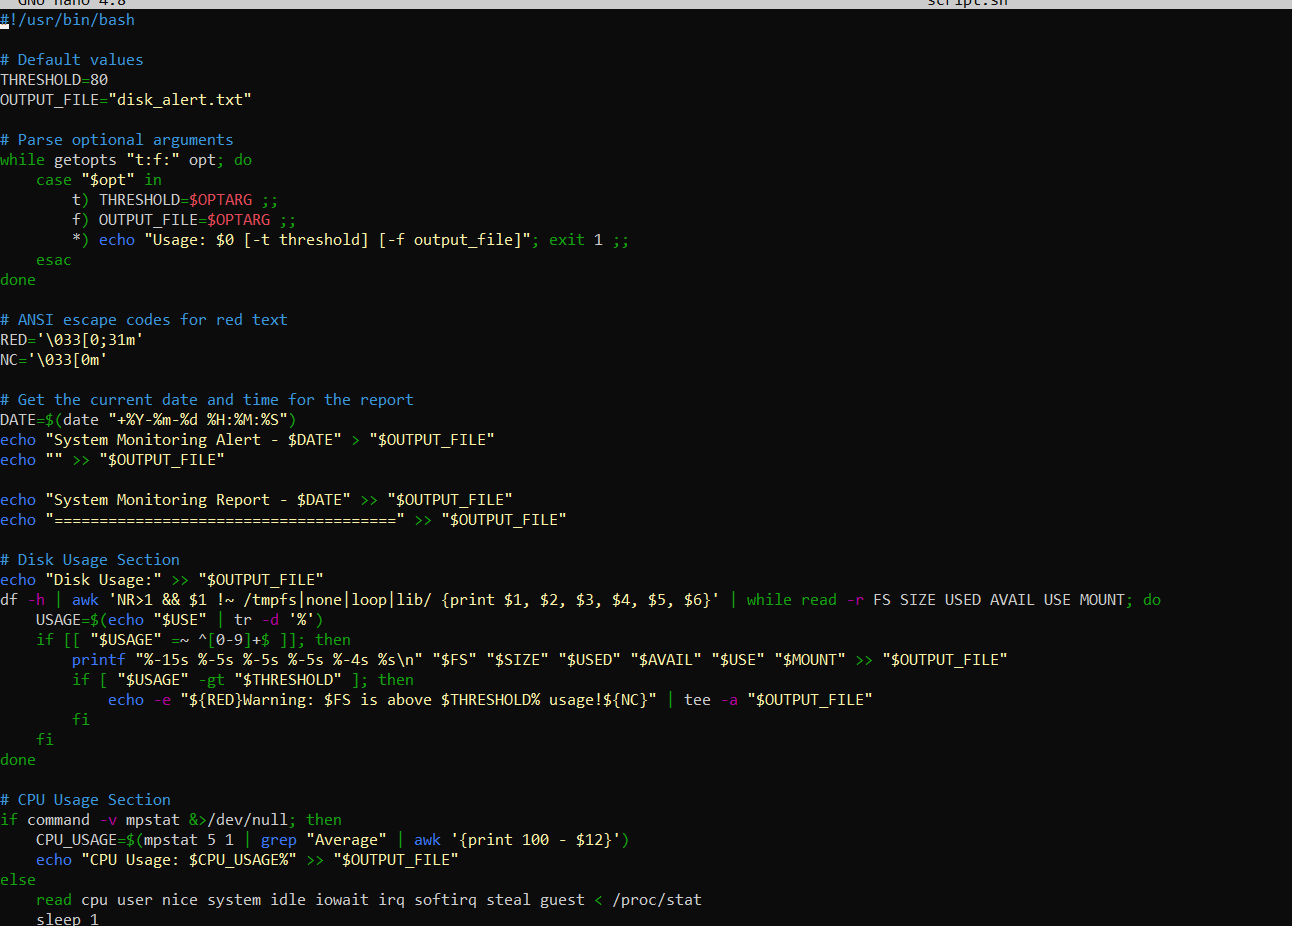 GNU nano 4.8 script.sh
#!/usr/bin/bash

# Default values
THRESHOLD=80
OUTPUT_FILE="disk_alert.txt"

# Parse optional arguments
while getopts "t:f:" opt; do
    case "$opt" in
        t) THRESHOLD=$OPTARG ;;
        f) OUTPUT_FILE=$OPTARG ;;
        *) echo "Usage: $0 [-t threshold] [-f output_file]"; exit 1 ;;
    esac
done

# ANSI escape codes for red text
RED='\033[0;31m'
NC='\033[0m'

# Get the current date and time for the report
DATE=$(date "+%Y-%m-%d %H:%M:%S")
echo "System Monitoring Alert - $DATE" > "$OUTPUT_FILE"
echo "" >> "$OUTPUT_FILE"

echo "System Monitoring Report - $DATE" >> "$OUTPUT_FILE"
echo "======================================" >> "$OUTPUT_FILE"

# Disk Usage Section
echo "Disk Usage:" >> "$OUTPUT_FILE"
df -h | awk 'NR>1 && $1 !~ /tmpfs|none|loop|lib/ {print $1, $2, $3, $4, $5, $6}' | while read -r FS SIZE USED AVAIL USE MOUNT; do
    USAGE=$(echo "$USE" | tr -d '%')
    if [[ "$USAGE" =~ ^[0-9]+$ ]]; then
        printf "%-15s %-5s %-5s %-5s %-4s %s\n" "$FS" "$SIZE" "$USED" "$AVAIL" "$USE" "$MOUNT" >> "$OUTPUT_FILE"
        if [ "$USAGE" -gt "$THRESHOLD" ]; then
            echo -e "${RED}Warning: $FS is above $THRESHOLD% usage!${NC}" | tee -a "$OUTPUT_FILE"
        fi
    fi
done

# CPU Usage Section
if command -v mpstat &>/dev/null; then
    CPU_USAGE=$(mpstat 5 1 | grep "Average" | awk '{print 100 - $12}')
    echo "CPU Usage: $CPU_USAGE%" >> "$OUTPUT_FILE"
else
    read cpu user nice system idle iowait irq softirq steal guest < /proc/stat
    sleep 1